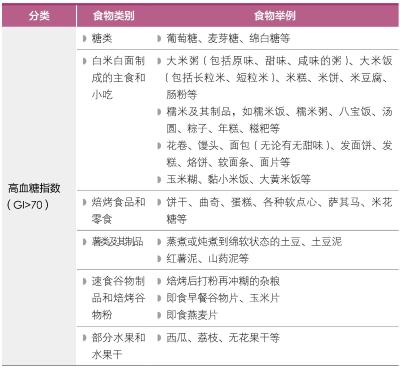 分类 食物类别 食物举例
高血糖指数
（GI>70）
糖类
葡萄糖、麦芽糖、绵白糖等
白米白面制
成的主食和
小吃
大米粥（包括原味、甜味、咸味的粥）、大米饭
（包括长粒米、短粒米）、米糕、米饼、米豆腐、
肠粉等
糯米及其制品，如糯米饭、糯米粥、八宝饭、汤
圆、粽子、年糕、糍粑等
花卷、馒头、面包（无论有无甜味）、发面饼、发
糕、烙饼、软面条、面片等
玉米糊、黏小米饭、大黄米饭等
焙烤食品和
零食
饼干、曲奇、蛋糕、各种软点心、萨其马、米花
糖等
薯类及其制品
蒸煮或炖煮到绵软状态的土豆、土豆泥
红薯泥、山药泥等
速食谷物制
品和焙烤谷
物粉
焙烤后打粉再冲糊的杂粮
即食早餐谷物片、玉米片
即食燕麦片
部分水果和
水果干
西瓜、荔枝、无花果干等